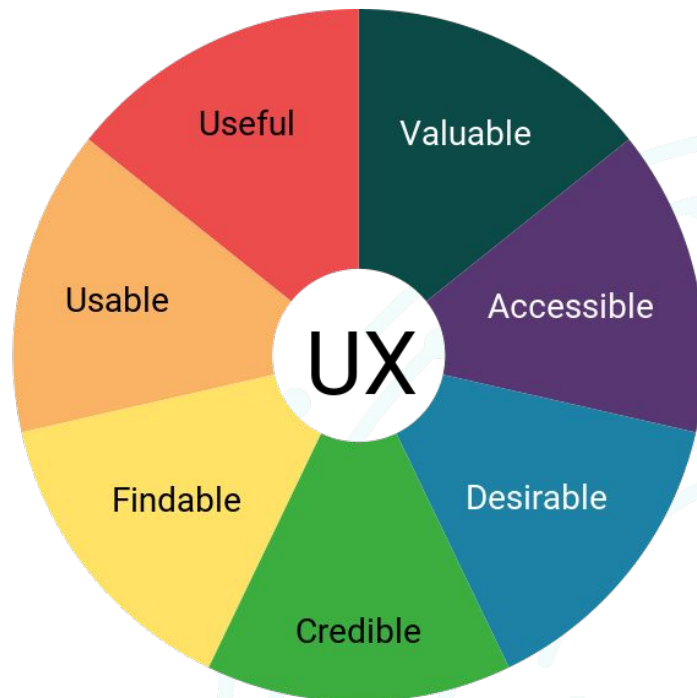 Useful
Valuable
Usable
Accessible
UX
Findable
Desirable
Credible